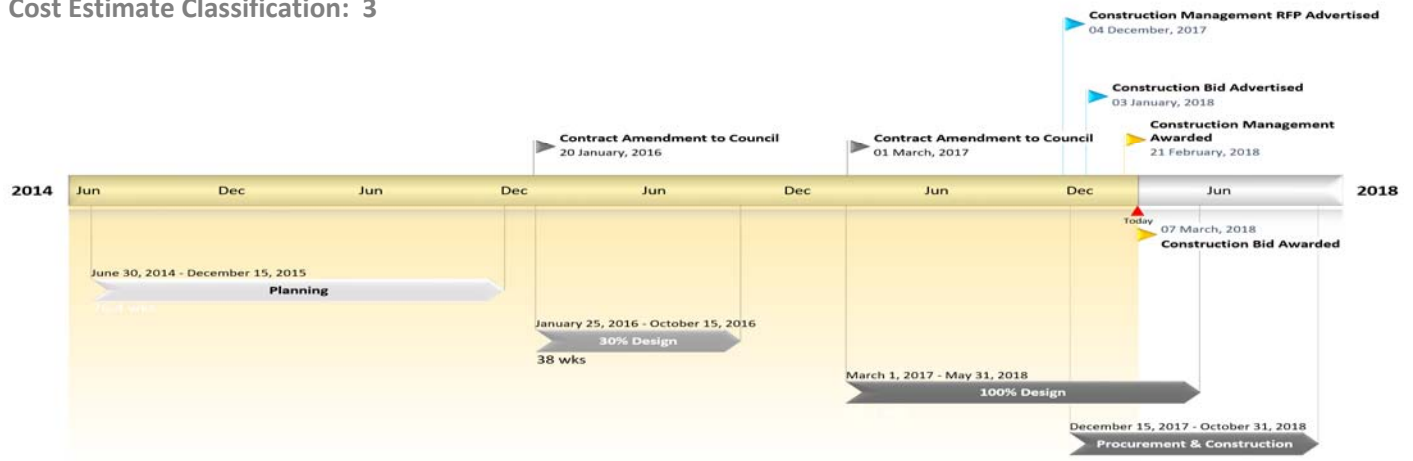 Cost Estimate Classification: 3
Construction Management RFP Advertised
04 December, 2017
Construction Bid Advertised
03 January, 2018
Contract Amendment to Council
20 January, 2016
Contract Amendment to Council
01 March, 2017
Construction Management
Awarded
21 February, 2018
2014 Jun Dec Jun Dec Jun Dec Jun Dec Jun 2018
Today
07 March, 2018
Construction Bid Awarded
June 30, 2014 - December 15, 2015
Planning
January 25, 2016 - October 15, 2016
30% Design
38 wks
March 1, 2017 - May 31, 2018
100% Design
December 15, 2017 - October 31, 2018
Procurement & Construction